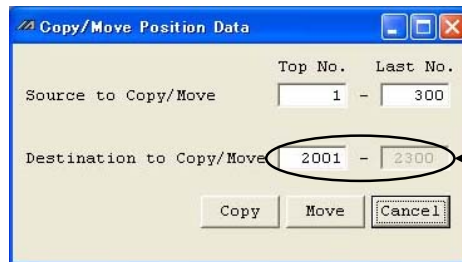 Copy/Move Position Data
Top No. Last No.
Source to Copy/Move 1 - 300
Destination to Copy/Move 2001 - 2300
Copy Move Cancel